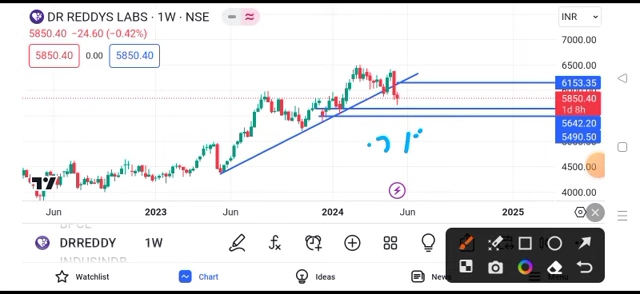 DR REDDYS LABS · 1W · NSE
INR
5850.40 −24.60 (−0.42%)
5850.40 0.00 5850.40
7000.00
6500.00
6153.35
5850.40
1d 8h
5642.20
5490.50
4500.00
4000.00
Jun 2023 Jun 2024 Jun 2025
DRREDDY 1W
Watchlist Chart Ideas News